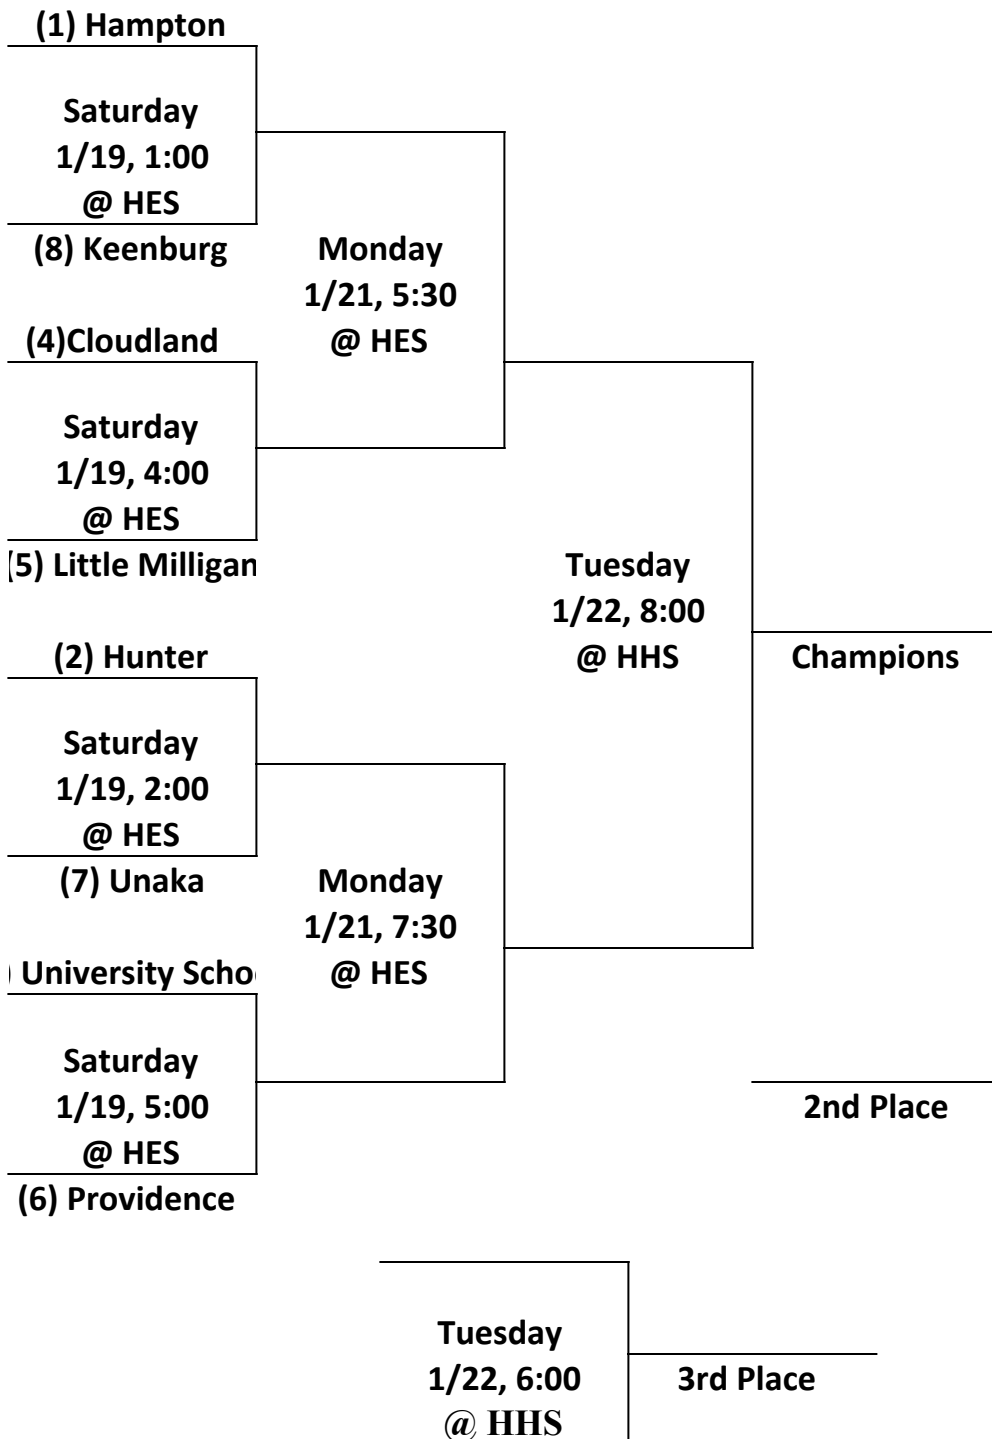 (1) Hampton
Saturday
1/19, 1:00
@ HES
(8) Keenburg
Monday
1/21, 5:30
@ HES
(4)Cloudland
Saturday
1/19, 4:00
@ HES
(5) Little Milligan
Tuesday
1/22, 8:00
@ HHS
Champions
(2) Hunter
Saturday
1/19, 2:00
@ HES
(7) Unaka
Monday
1/21, 7:30
@ HES
) University Schoo
Saturday
1/19, 5:00
@ HES
(6) Providence
2nd Place
Tuesday
1/22, 6:00
@ HHS
3rd Place